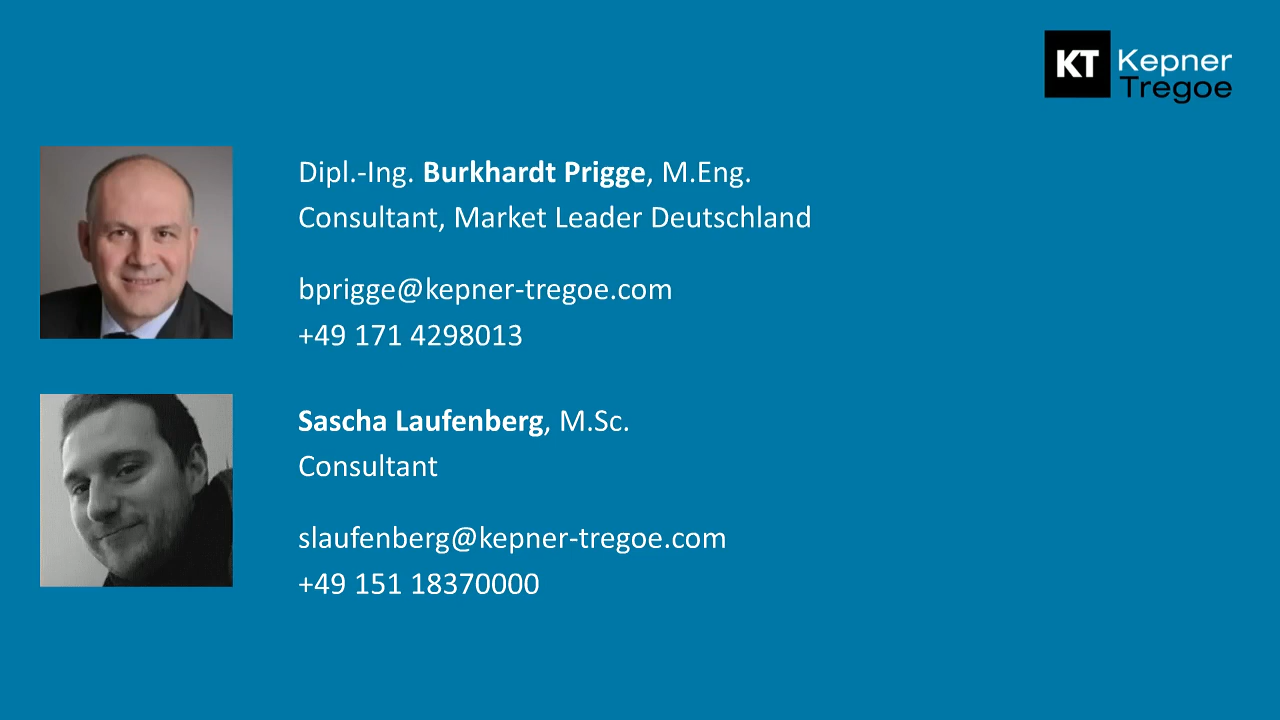 KT Kepner
Tregoe
Dipl.-Ing. Burkhardt Prigge, M.Eng.
Consultant, Market Leader Deutschland
bprigge@kepner-tregoe.com
+49 171 4298013
Sascha Laufenberg, M.Sc.
Consultant
slaufenberg@kepner-tregoe.com
+49 151 18370000